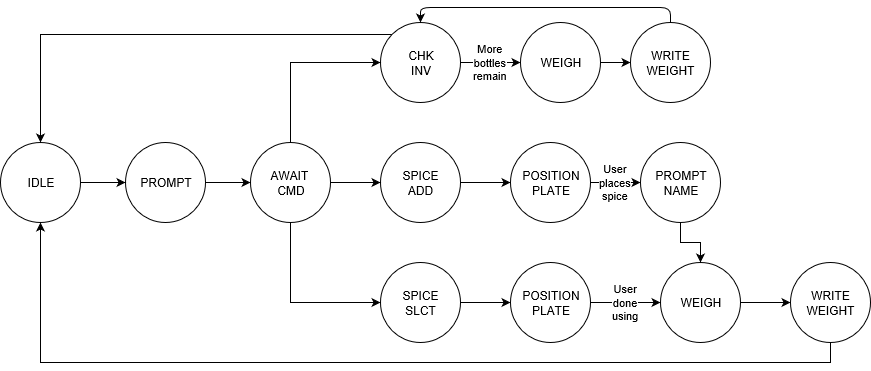 CHK
INV
More
bottles
remain
WEIGH
WRITE
WEIGHT
IDLE
PROMPT
AWAIT
CMD
SPICE
ADD
POSITION
PLATE
User
places
spice
PROMPT
NAME
SPICE
SLCT
POSITION
PLATE
User
done
using
WEIGH
WRITE
WEIGHT